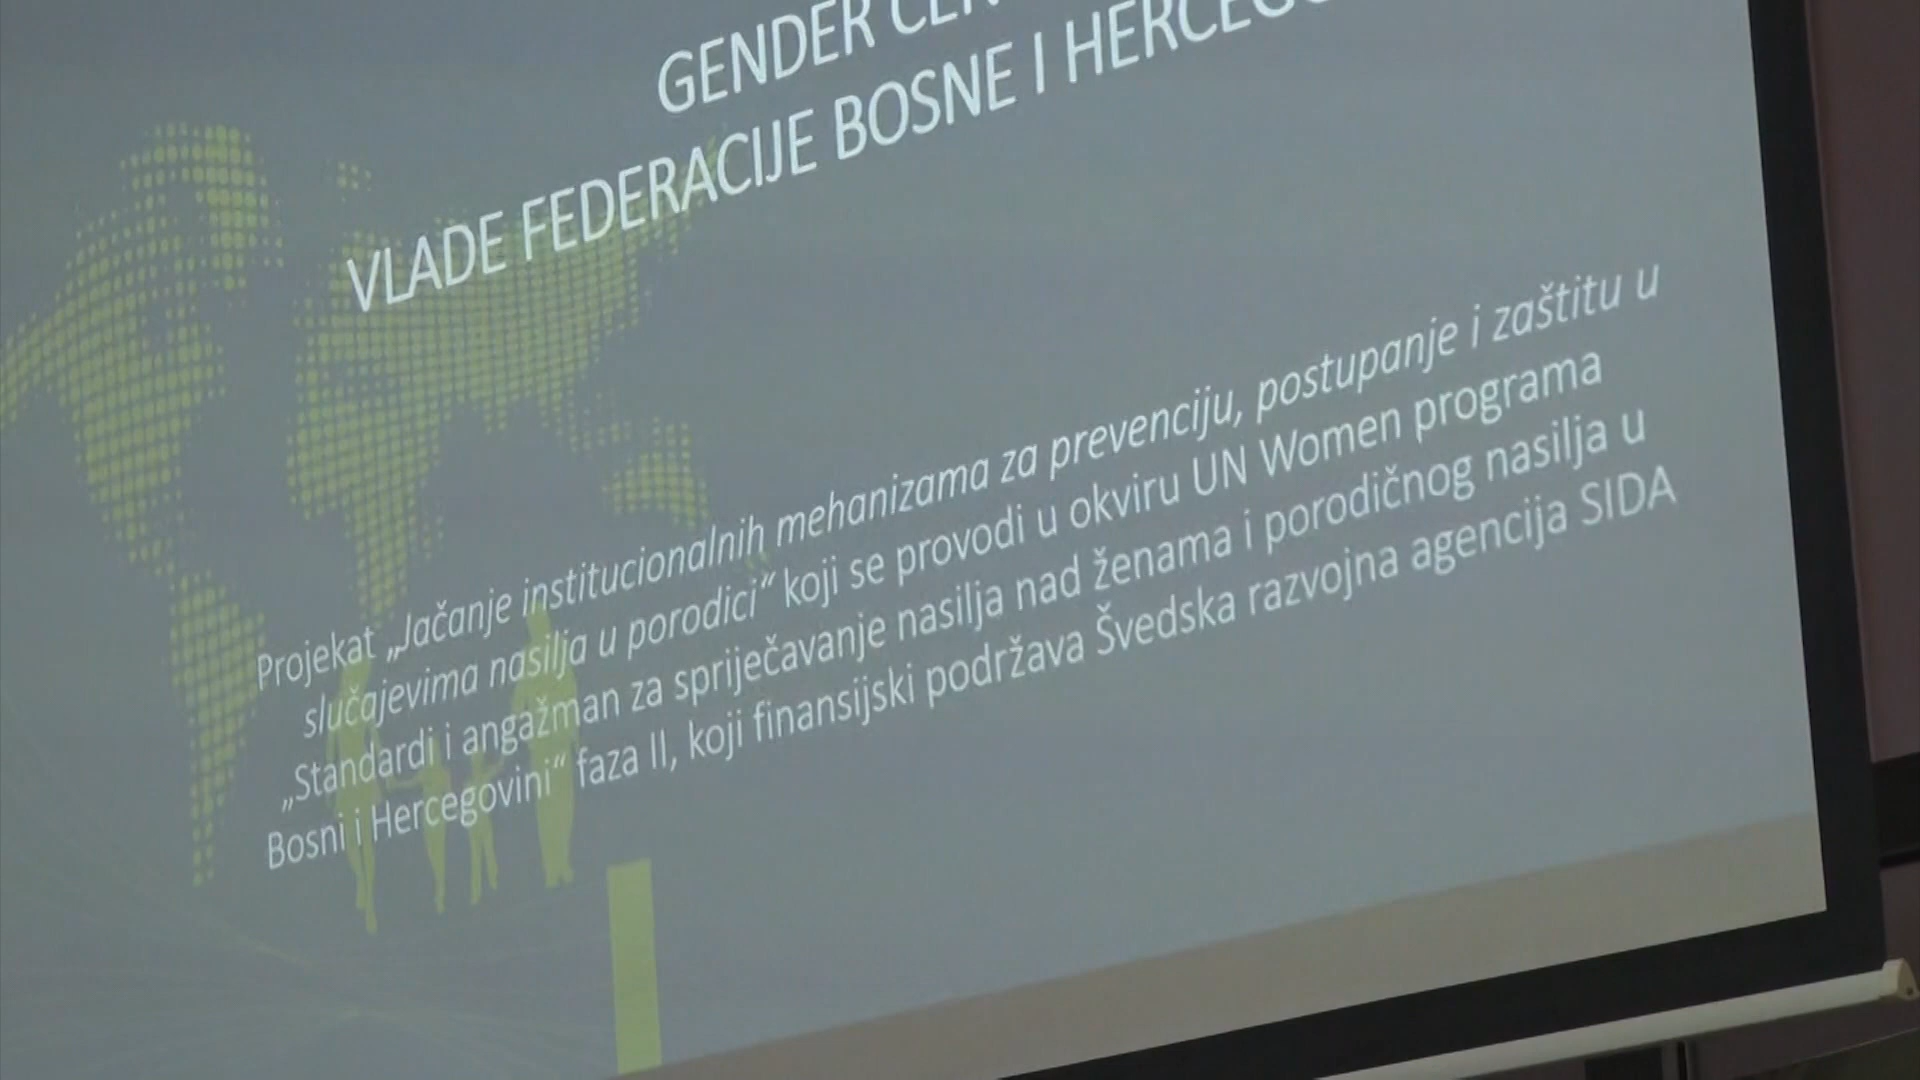 GENDER
VLADE FEDERACIJE BOSNE I
Projekat „Jačanje institucionalnih mehanizama za prevenciju, postupanje i zaštitu u
slučajevima nasilja u porodici“ koji se provodi u okviru UN Women programa
„Standardi i angažman za spriječavanje nasilja nad ženama i porodičnog nasilja u
Bosni i Hercegovini“ faza II, koji finansijski podržava Švedska razvojna agencija SIDA